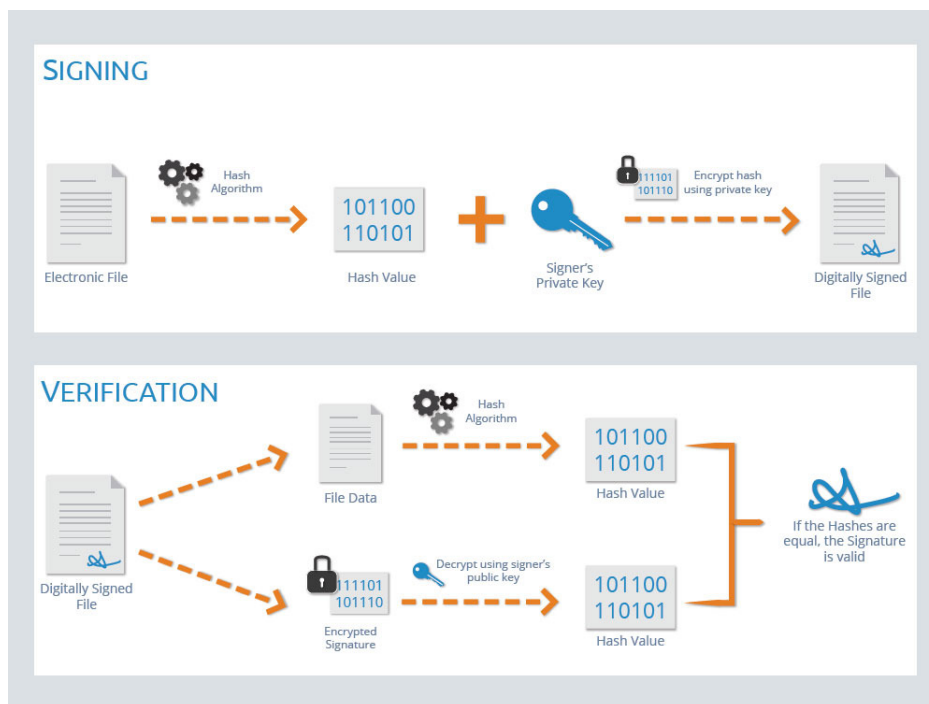 SIGNING
Hash
Algorithm
111101
101110
Encrypt hash
using private key
101100
110101
Electronic File
Hash Value
Signer's
Private Key
Digitally Signed
File
VERIFICATION
Hash
Algorithm
101100
110101
File Data
Hash Value
If the Hashes are
equal, the Signature
is valid
Digitally Signed
File
111101
101110
Decrypt using signer's
public key
101100
110101
Encrypted
Signature
Hash Value